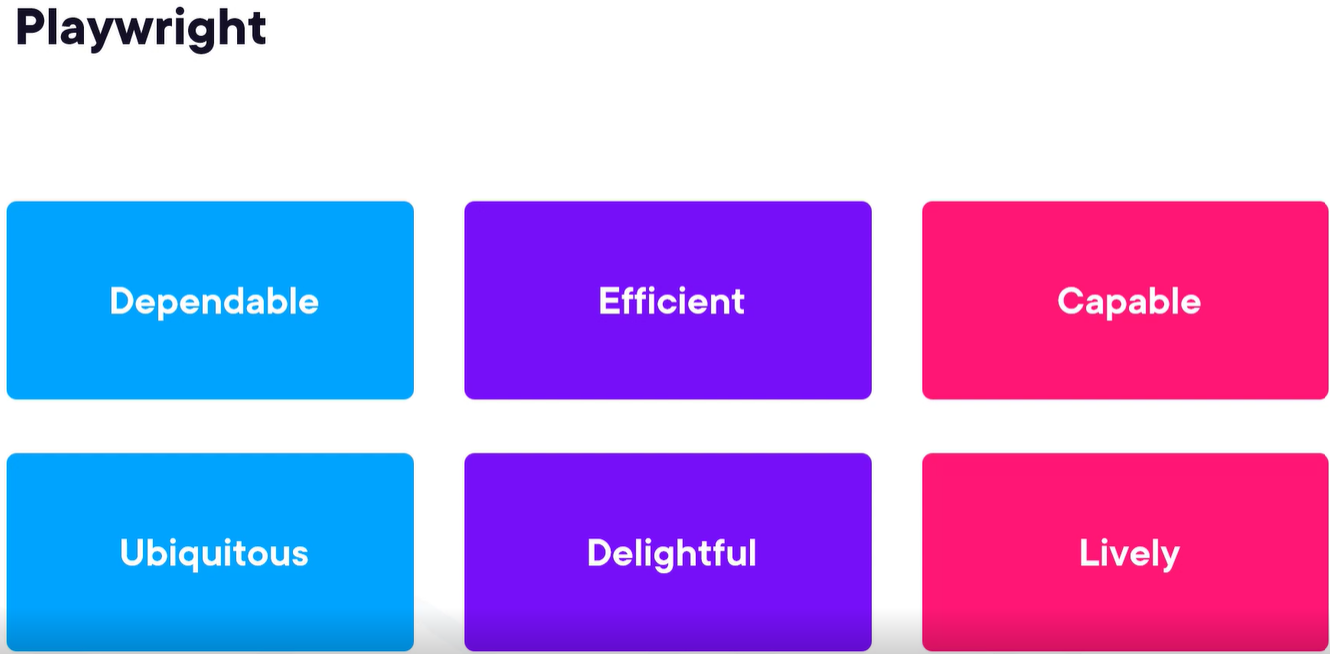 Playwright
Dependable
Efficient
Capable
Ubiquitous
Delightful
Lively